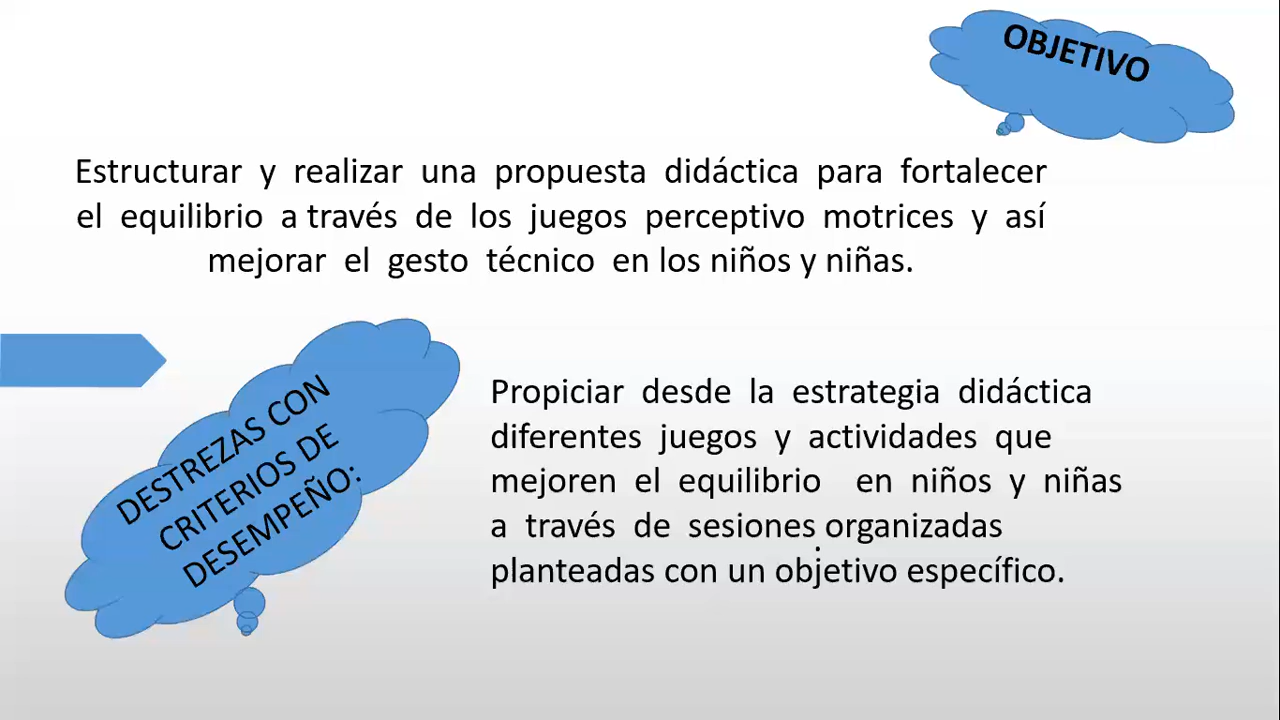 OBJETIVO
Estructurar y realizar una propuesta didáctica para fortalecer
el equilibrio a través de los juegos perceptivo motrices y así
mejorar el gesto técnico en los niños y niñas.
DESTREZAS CON
CRITERIOS DE
DESEMPEÑO:
Propiciar desde la estrategia didáctica
diferentes juegos y actividades que
mejoren el equilibrio en niños y niñas
a través de sesiones organizadas
planteadas con un objetivo específico.